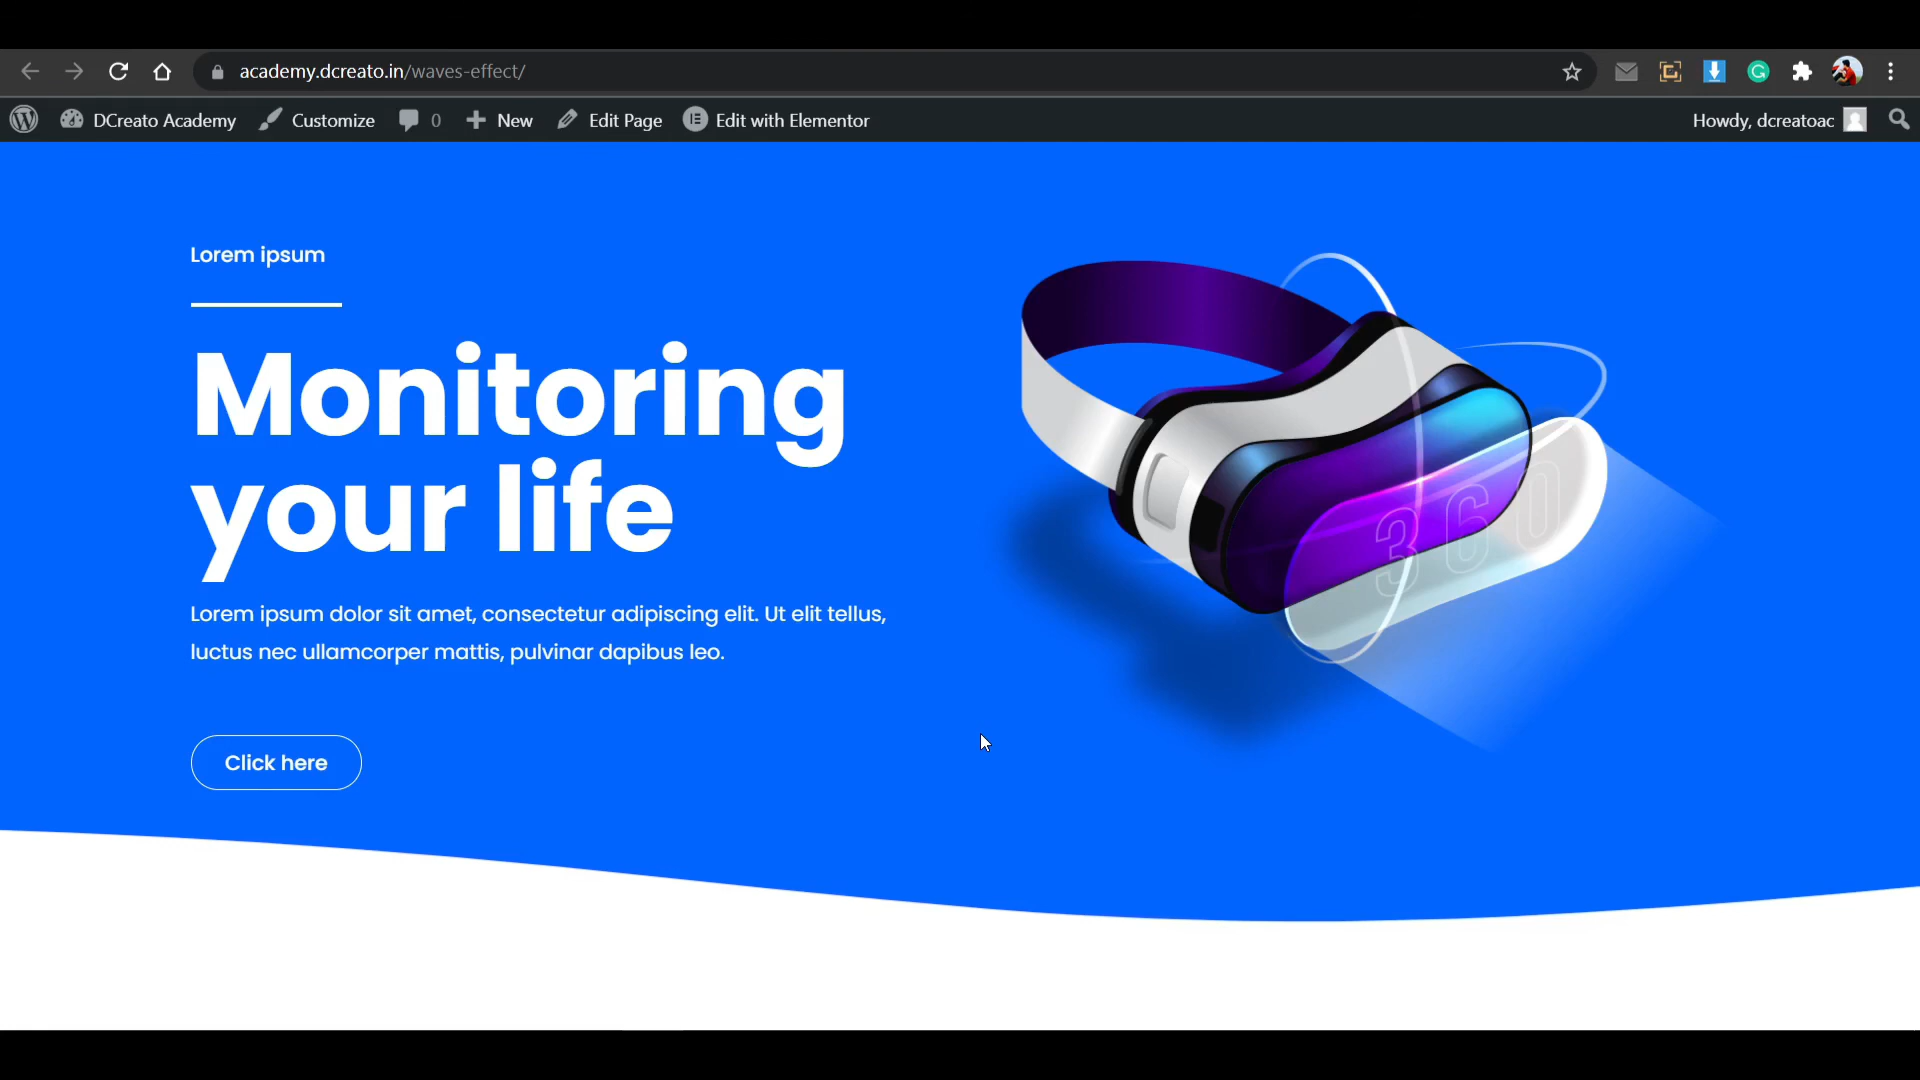 academy.dcreato.in/waves-effect/
DCreato Academy Customize 0 New Edit Page Edit with Elementor Howdy, dcreatoac
Lorem ipsum
Monitoring
your life
360
Lorem ipsum dolor sit amet, consectetur adipiscing elit. Ut elit tellus,
luctus nec ullamcorper mattis, pulvinar dapibus leo.
Click here